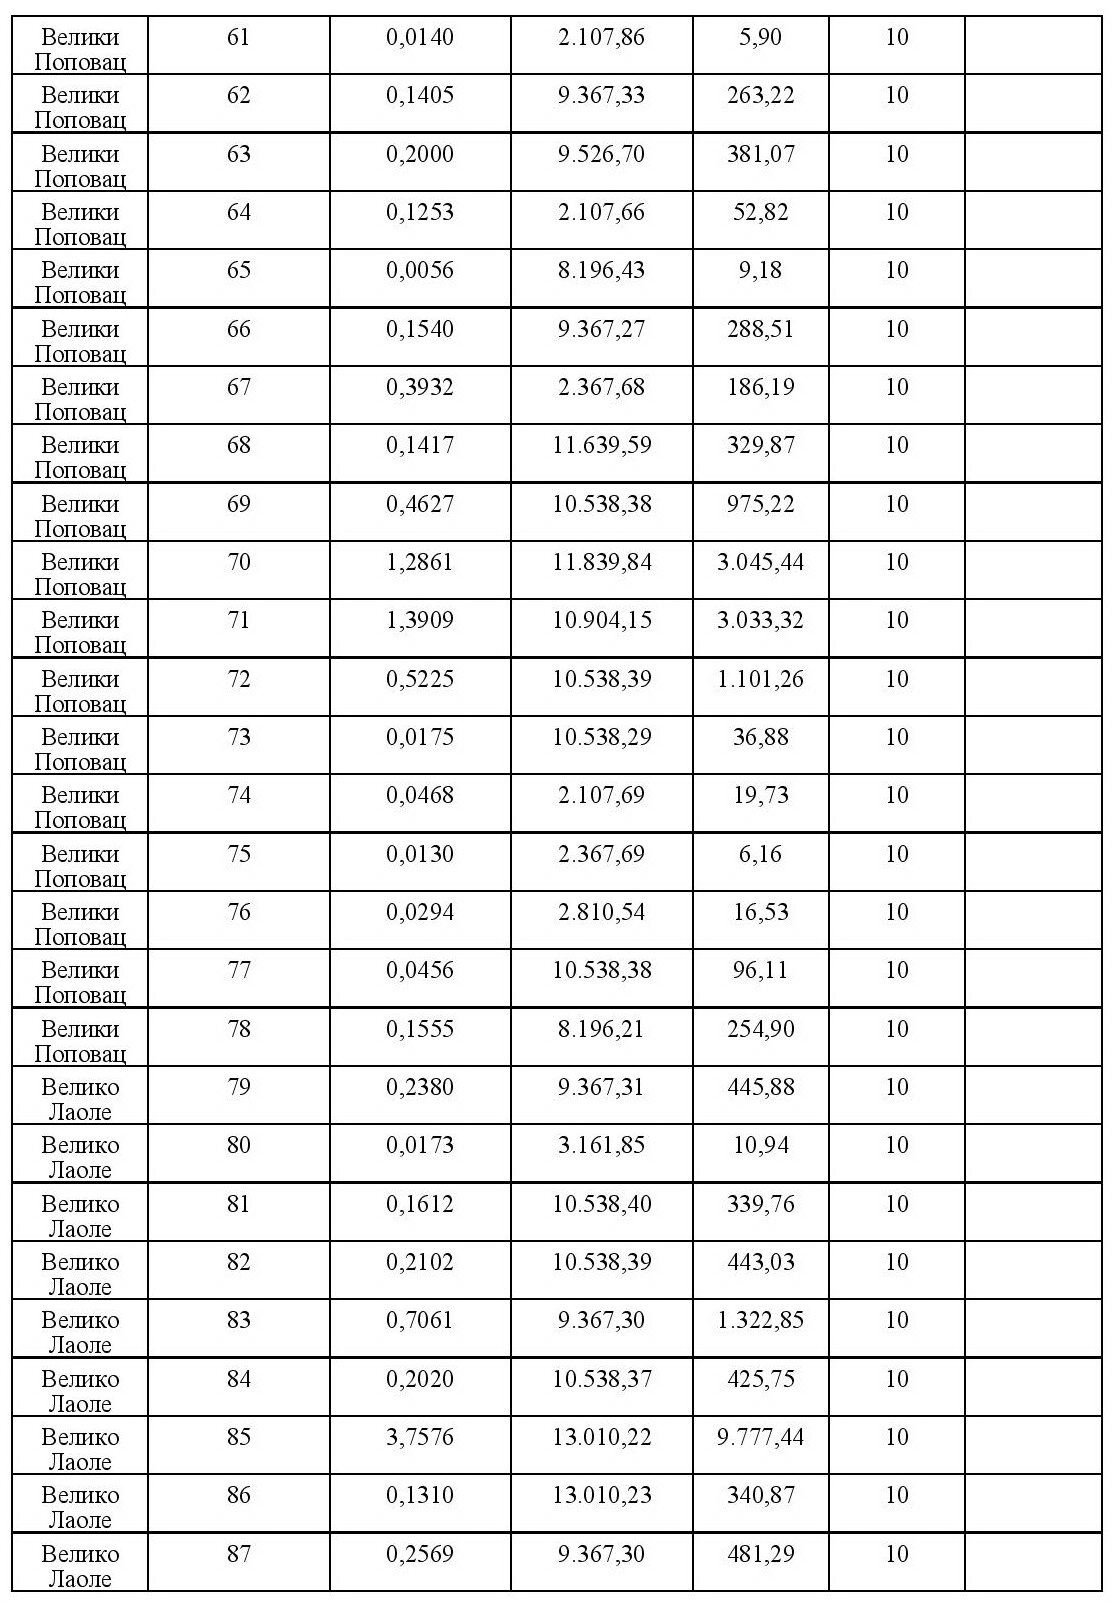 Велики 61 0,0140 2.107,86 5,90 10
Поповац
Велики 62 0,1405 9.367,33 263,22 10
Поповац
Велики 63 0,2000 9.526,70 381,07 10
Поповац
Велики 64 0,1253 2.107,66 52,82 10
Поповац
Велики 65 0,0056 8.196,43 9,18 10
Поповац
Велики 66 0,1540 9.367,27 288,51 10
Поповац
Велики 67 0,3932 2.367,68 186,19 10
Поповац
Велики 68 0,1417 11.639,59 329,87 10
Поповац
Велики 69 0,4627 10.538,38 975,22 10
Поповац
Велики 70 1,2861 11.839,84 3.045,44 10
Поповац
Велики 71 1,3909 10.904,15 3.033,32 10
Поповац
Велики 72 0,5225 10.538,39 1.101,26 10
Поповац
Велики 73 0,0175 10.538,29 36,88 10
Поповац
Велики 74 0,0468 2.107,69 19,73 10
Поповац
Велики 75 0,0130 2.367,69 6,16 10
Поповац
Велики 76 0,0294 2.810,54 16,53 10
Поповац
Велики 77 0,0456 10.538,38 96,11 10
Поповац
Велики 78 0,1555 8.196,21 254,90 10
Поповац
Велико 79 0,2380 9.367,31 445,88 10
Лаоле
Велико 80 0,0173 3.161,85 10,94 10
Лаоле
Велико 81 0,1612 10.538,40 339,76 10
Лаоле
Велико 82 0,2102 10.538,39 443,03 10
Лаоле
Велико 83 0,7061 9.367,30 1.322,85 10
Лаоле
Велико 84 0,2020 10.538,37 425,75 10
Лаоле
Велико 85 3,7576 13.010,22 9.777,44 10
Лаоле
Велико 86 0,1310 13.010,23 340,87 10
Лаоле
Велико 87 0,2569 9.367,30 481,29 10
Лаоле